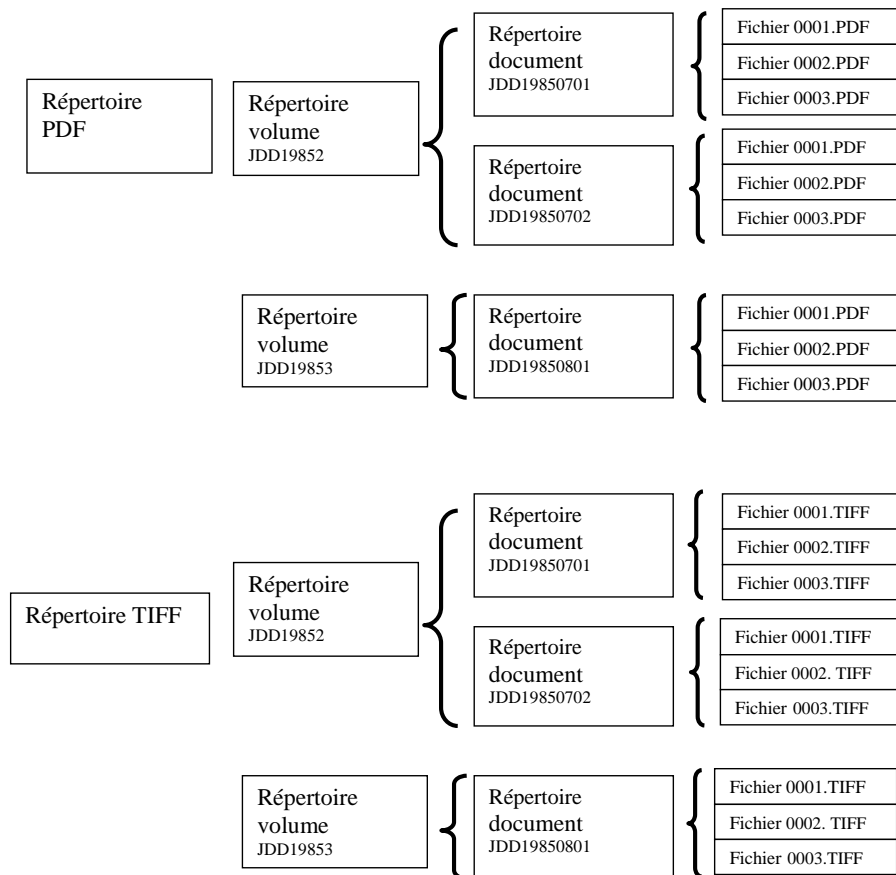 Répertoire
PDF
Répertoire
volume
JDD19852
Répertoire
document
JDD19850701
Fichier 0001.PDF
Fichier 0002.PDF
Fichier 0003.PDF
Répertoire
document
JDD19850702
Fichier 0001.PDF
Fichier 0002.PDF
Fichier 0003.PDF
Répertoire
volume
JDD19853
Répertoire
document
JDD19850801
Fichier 0001.PDF
Fichier 0002.PDF
Fichier 0003.PDF
Répertoire TIFF
Répertoire
volume
JDD19852
Répertoire
document
JDD19850701
Fichier 0001.TIFF
Fichier 0002.TIFF
Fichier 0003.TIFF
Répertoire
document
JDD19850702
Fichier 0001.TIFF
Fichier 0002. TIFF
Fichier 0003.TIFF
Répertoire
volume
JDD19853
Répertoire
document
JDD19850801
Fichier 0001.TIFF
Fichier 0002. TIFF
Fichier 0003.TIFF